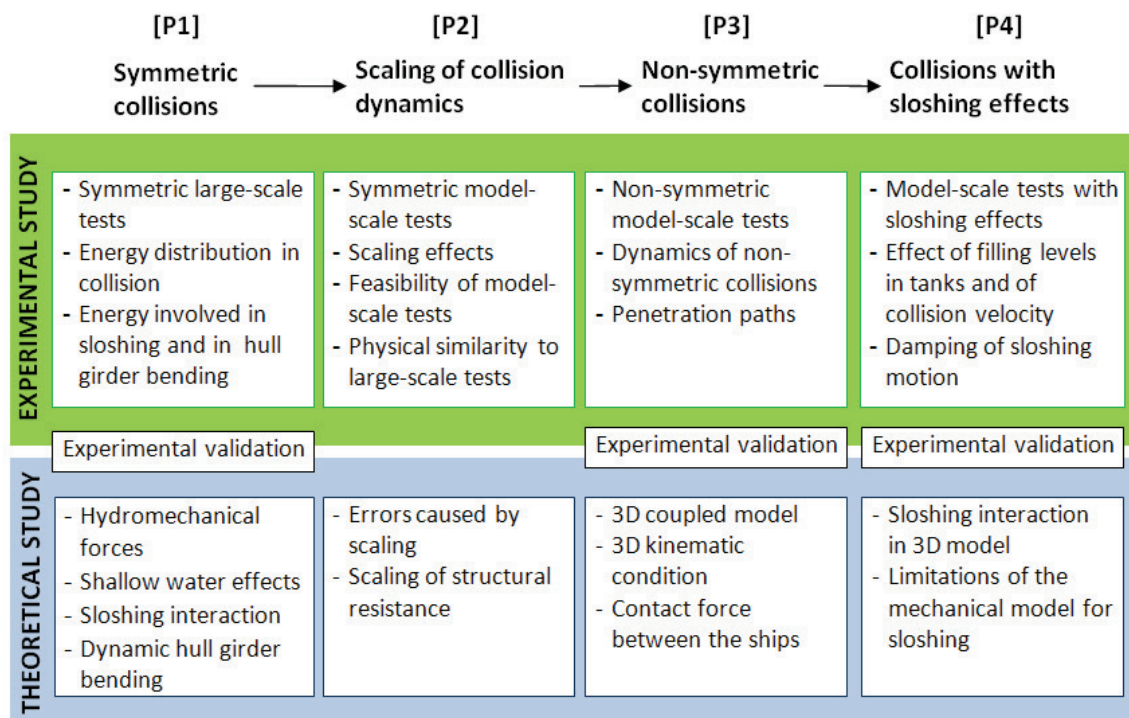 [P1]
Symmetric
collisions
[P2]
Scaling of collision
dynamics
[P3]
Non-symmetric
collisions
[P4]
Collisions with
sloshing effects
EXPERIMENTAL STUDY
- Symmetric large-scale
tests
- Energy distribution in
collision
- Energy involved in
sloshing and in hull
girder bending
- Symmetric model-
scale tests
- Scaling effects
- Feasibility of model-
scale tests
- Physical similarity to
large-scale tests
- Non-symmetric
model-scale tests
- Dynamics of non-
symmetric collisions
- Penetration paths
- Model-scale tests with
sloshing effects
- Effect of filling levels
in tanks and of
collision velocity
- Damping of sloshing
motion
Experimental validation
Experimental validation
Experimental validation
THEORETICAL STUDY
- Hydromechanical
forces
- Shallow water effects
- Sloshing interaction
- Dynamic hull girder
bending
- Errors caused by
scaling
- Scaling of structural
resistance
- 3D coupled model
- 3D kinematic
condition
- Contact force
between the ships
- Sloshing interaction
in 3D model
- Limitations of the
mechanical model for
sloshing